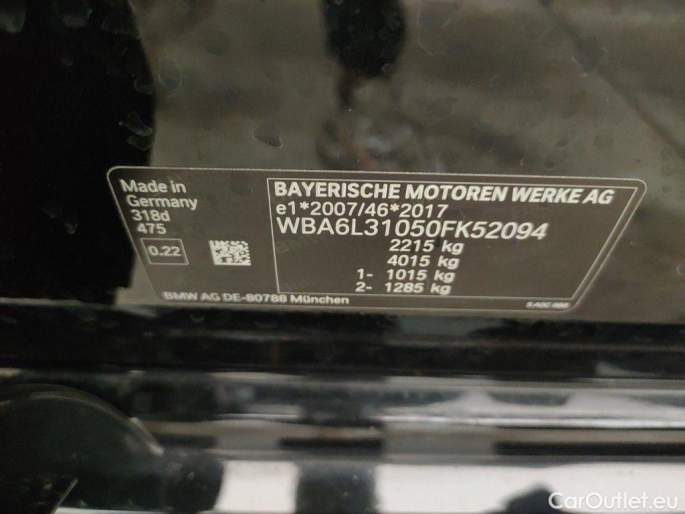 Made in
Germany
318d
475
0.22
BAYERISCHE MOTOREN WERKE AG
e1*2007/46*2017
WBA6L31050FK52094
2215 kg
4015 kg
1- 1015 kg
2- 1285 kg
BMW AG DE-80788 München
CarOutlet.eu